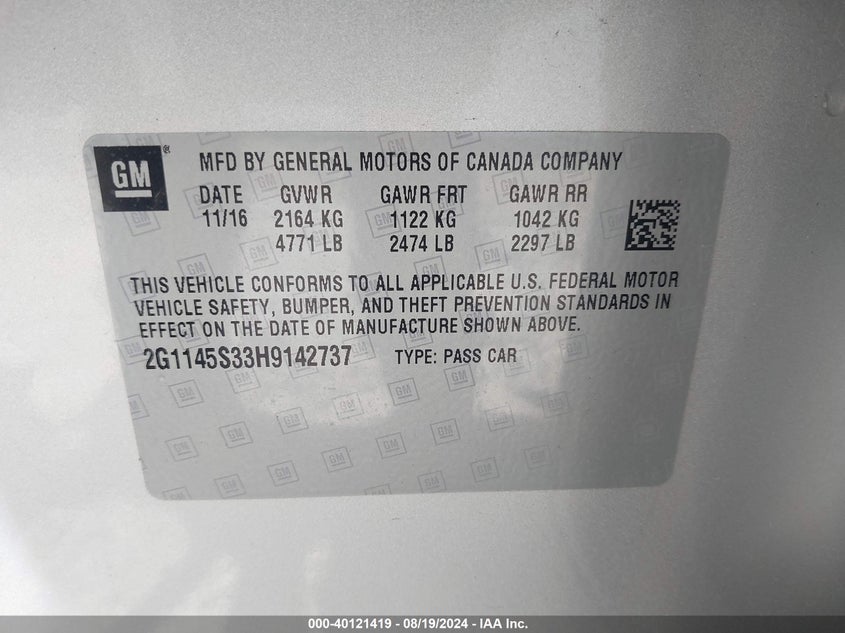 GM
MFD BY GENERAL MOTORS OF CANADA COMPANY
DATE GVWR GAWR FRT GAWR RR
11/16 2164 KG 1122 KG 1042 KG
4771 LB 2474 LB 2297 LB
THIS VEHICLE CONFORMS TO ALL APPLICABLE U.S. FEDERAL MOTOR
VEHICLE SAFETY, BUMPER, AND THEFT PREVENTION STANDARDS IN
EFFECT ON THE DATE OF MANUFACTURE SHOWN ABOVE.
2G1145S33H9142737 TYPE: PASS CAR
000-40121419 - 08/19/2024 - IAA Inc.